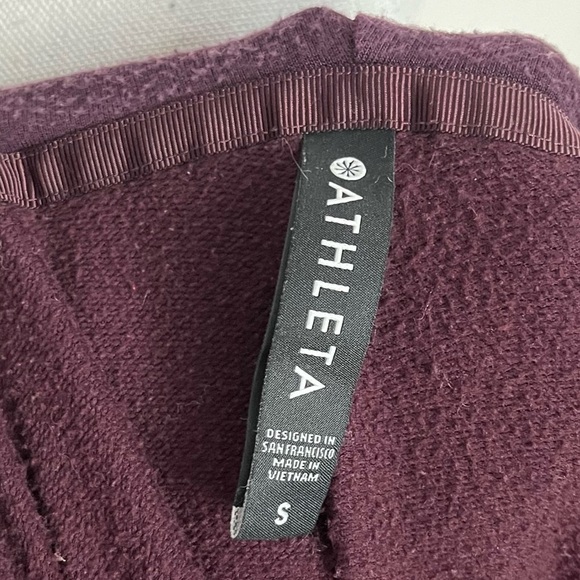 ATHLETA
DESIGNED IN
SAN FRANCISCO
MADE IN
VIETNAM
S